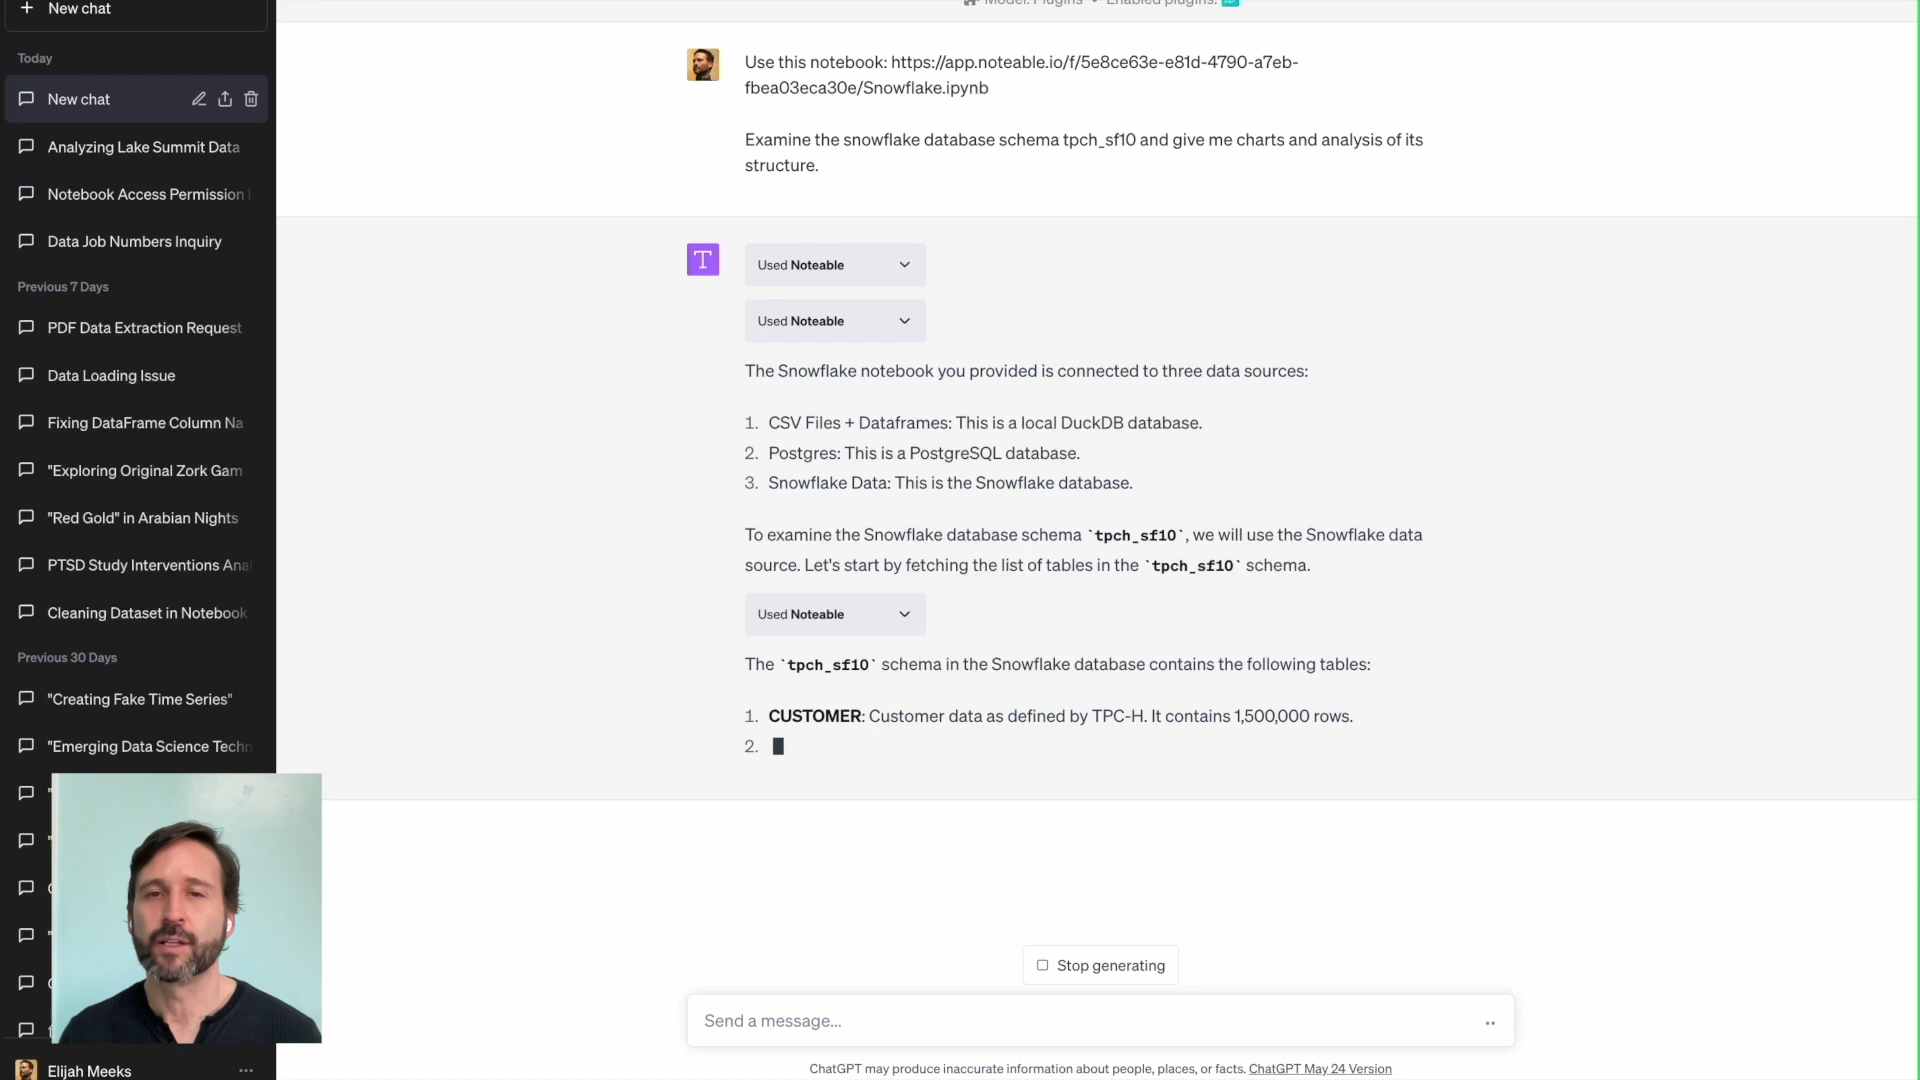 New chat
Today
New chat
Analyzing Lake Summit Data
Notebook Access Permission
Data Job Numbers Inquiry
Previous 7 Days
PDF Data Extraction Request
Data Loading Issue
Fixing DataFrame Column Na
"Exploring Original Zork Gam
"Red Gold" in Arabian Nights
PTSD Study Interventions Ana
Cleaning Dataset in Notebook
Previous 30 Days
"Creating Fake Time Series"
"Emerging Data Science Techn
Elijah Meeks
Model: Plugins • Enabled plugins:
Use this notebook: https://app.noteable.io/f/5e8ce63e-e81d-4790-a7eb-
fbea03eca30e/Snowflake.ipynb
Examine the snowflake database schema tpch_sf10 and give me charts and analysis of its
structure.
T
Used Noteable
Used Noteable
The Snowflake notebook you provided is connected to three data sources:
1. CSV Files + Dataframes: This is a local DuckDB database.
2. Postgres: This is a PostgreSQL database.
3. Snowflake Data: This is the Snowflake database.
To examine the Snowflake database schema `tpch_sf10`, we will use the Snowflake data
source. Let's start by fetching the list of tables in the `tpch_sf10` schema.
Used Noteable
The `tpch_sf10` schema in the Snowflake database contains the following tables:
1. CUSTOMER: Customer data as defined by TPC-H. It contains 1,500,000 rows.
2.
Stop generating
Send a message...
ChatGPT may produce inaccurate information about people, places, or facts. ChatGPT May 24 Version